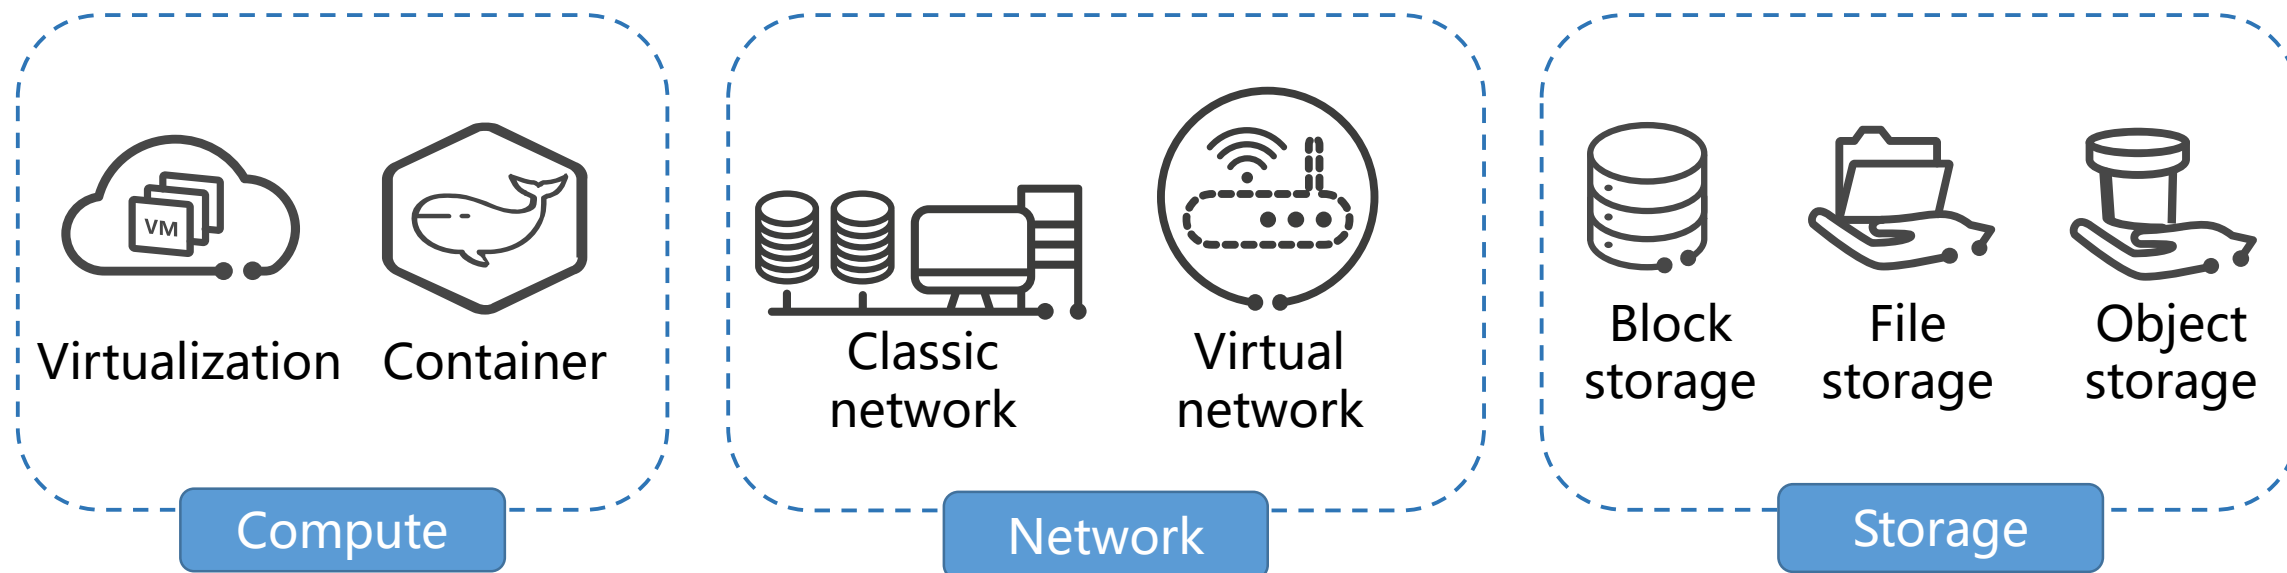 VM
Virtualization
Container
Compute
Classic
network
Virtual
network
Network
Block
storage
File
storage
Object
storage
Storage